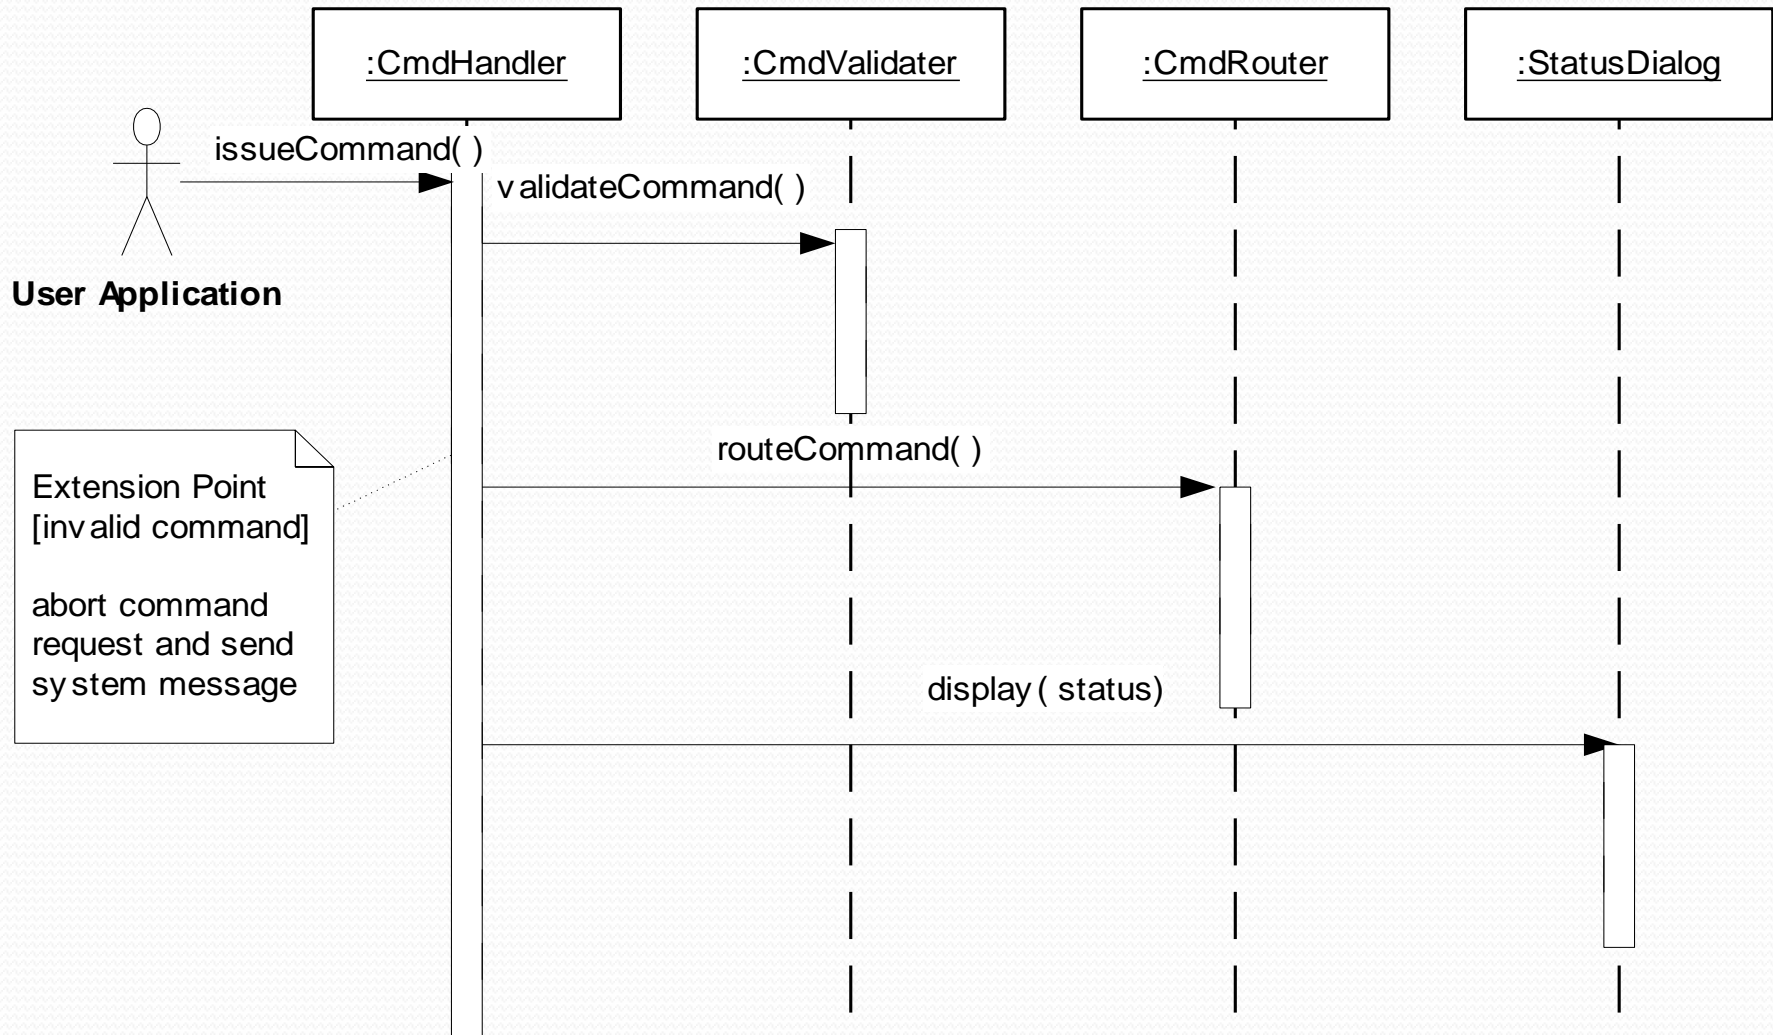 :CmdHandler
:CmdValidater
:CmdRouter
:StatusDialog
issueCommand( )
validateCommand( )
User Application
routeCommand( )
Extension Point
[invalid command]
abort command
request and send
system message
display( status)